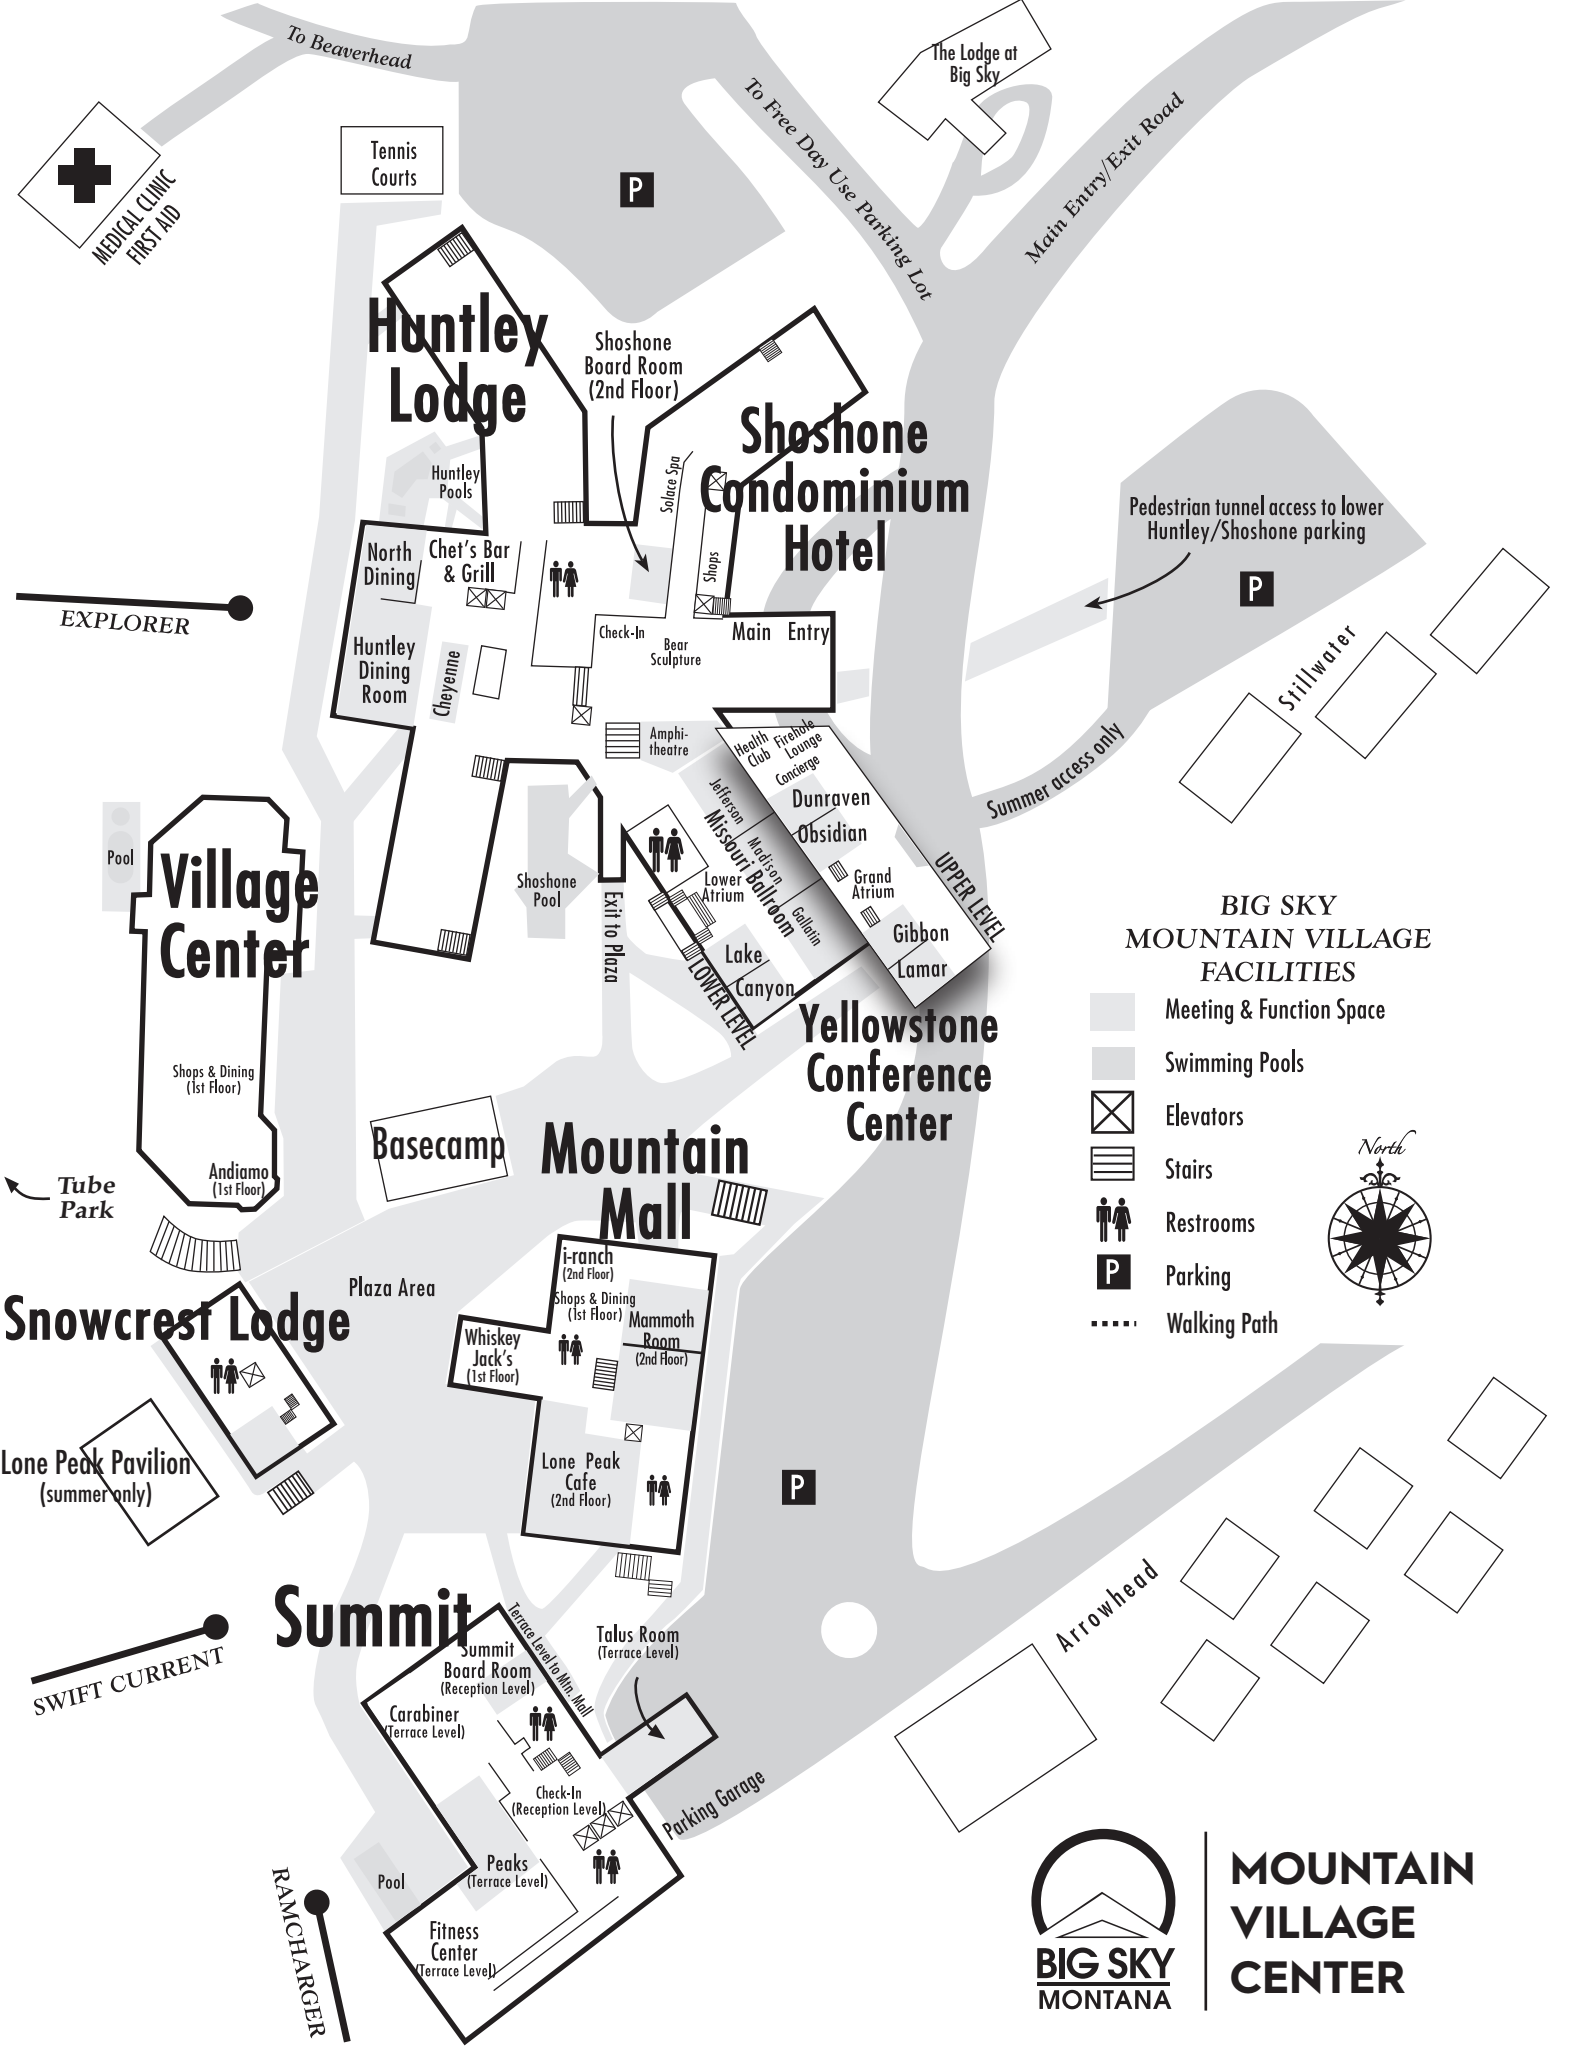 To Beaverhead
The Lodge at
Big Sky
To Free Day Use Parking Lot
Main Entry/Exit Road
MEDICAL CLINIC
FIRST AID
Tennis
Courts
P
Huntley
Lodge
Shoshone
Board Room
(2nd Floor)
Shoshone
Condominium
Hotel
Huntley
Pools
Solace Spa
Shops
Pedestrian tunnel access to lower
Huntley/Shoshone parking
P
North
Dining
Chet's Bar
& Grill
EXPLORER
Huntley
Dining
Room
Cheyenne
Check-In
Bear
Sculpture
Main Entry
Stillwater
Amphi-
theatre
Health
Club
Firehole
Lounge
Concierge
Summer access only
Jefferson
Missouri Ballroom
Madison
Gallatin
Dunraven
Obsidian
Grand
Atrium
UPPER LEVEL
Gibbon
Lamar
Pool
Village
Center
Shoshone
Pool
Exit to Plaza
Lower
Atrium
Lake
Canyon
LOWER LEVEL
Yellowstone
Conference
Center
BIG SKY
MOUNTAIN VILLAGE
FACILITIES
Meeting & Function Space
Swimming Pools
Elevators
Stairs
Restrooms
P
Parking
Walking Path
North
Shops & Dining
(1st Floor)
Andiamo
(1st Floor)
Tube
Park
Basecamp
Mountain
Mall
i-ranch
(2nd Floor)
Shops & Dining
(1st Floor)
Mammoth
Room
(2nd Floor)
Plaza Area
Whiskey
Jack's
(1st Floor)
Snowcrest Lodge
Lone Peak Pavilion
(summer only)
Lone Peak
Cafe
(2nd Floor)
P
Arrowhead
SWIFT CURRENT
Summit
Summit
Board Room
(Reception Level)
Terrace Level to Mtn. Mall
Talus Room
(Terrace Level)
Carabiner
(Terrace Level)
Check-In
(Reception Level)
Parking Garage
Peaks
(Terrace Level)
Pool
Fitness
Center
(Terrace Level)
RAMCHARGER
BIG SKY
MONTANA
MOUNTAIN
VILLAGE
CENTER